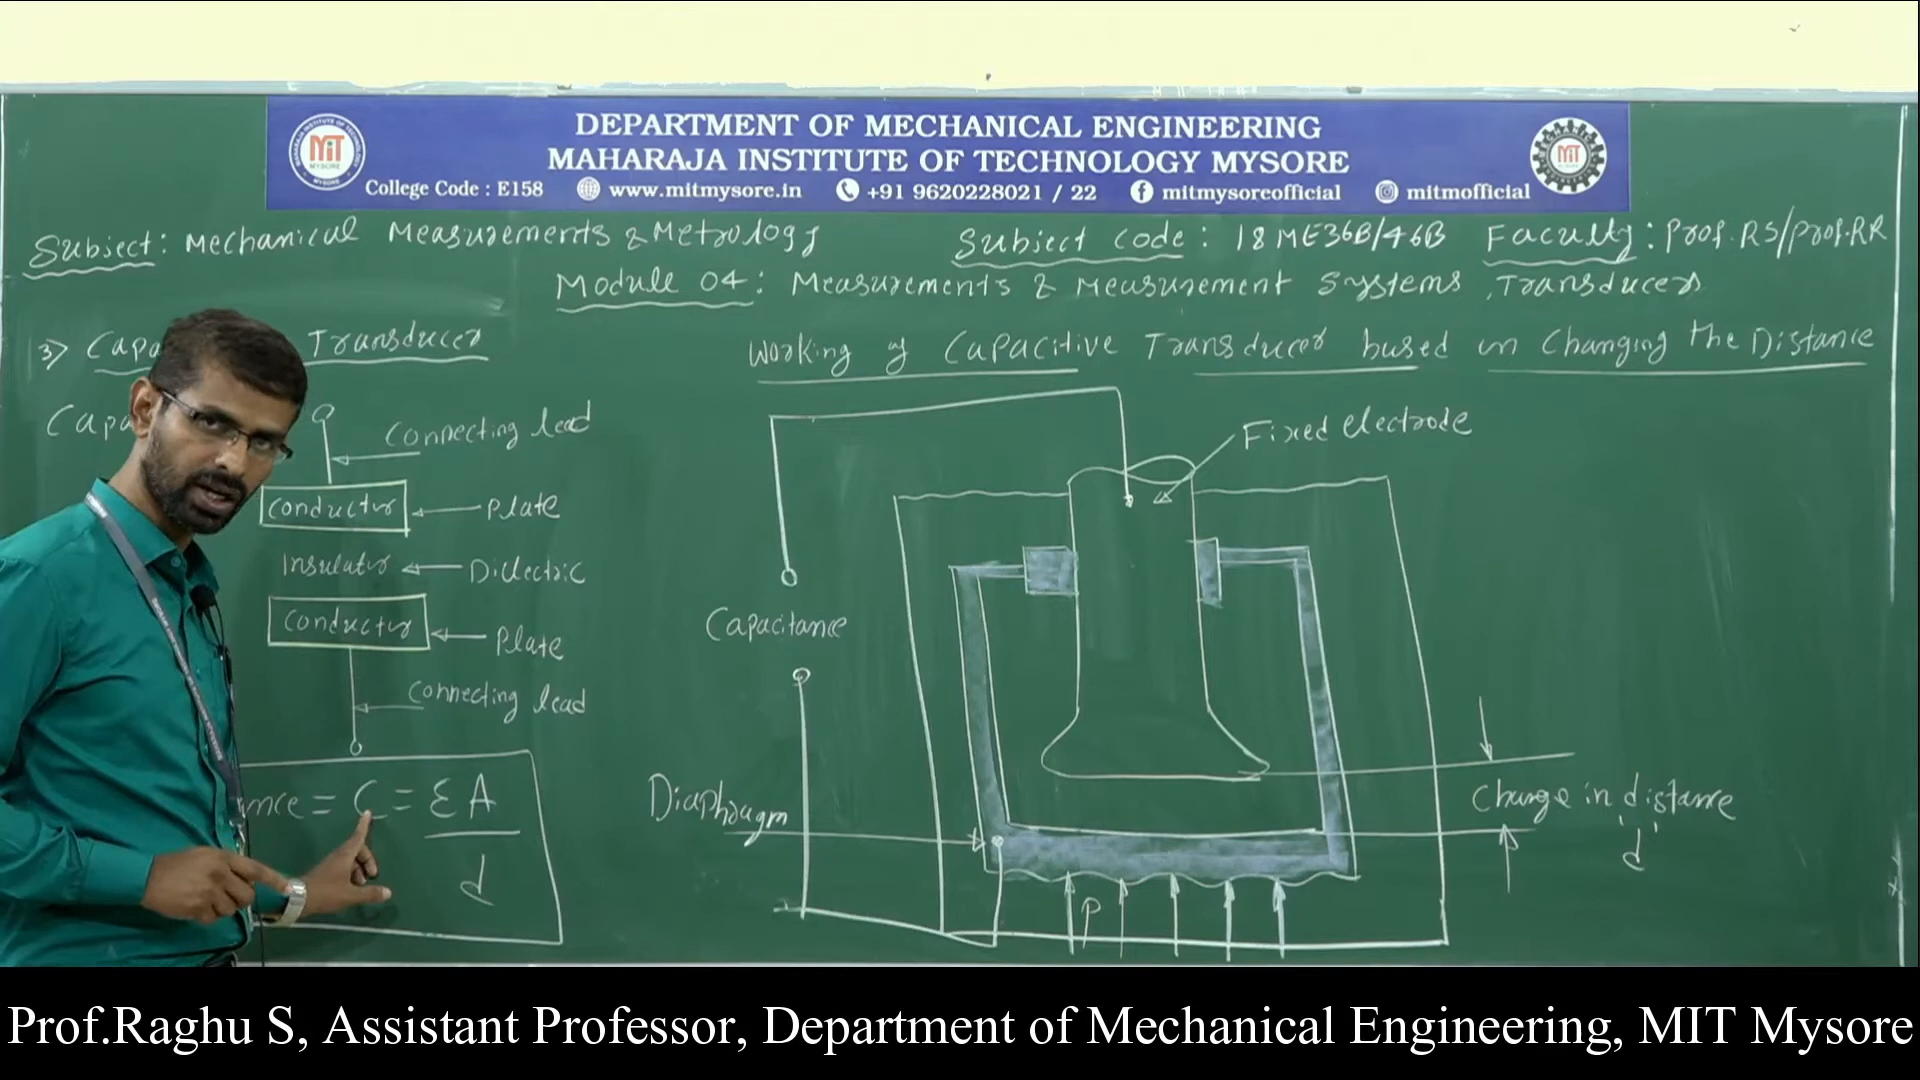 DEPARTMENT OF MECHANICAL ENGINEERING
MAHARAJA INSTITUTE OF TECHNOLOGY MYSORE
College Code : E158 www.mitmysore.in +91 9620228021 / 22 mitmysoreofficial mitmofficial
MIT
MYSORE
MIT
Subject: Mechanical Measurements & Metrology Subject code: 18ME36B/46B Faculty: Prof.RS/Prof.RR
Module 04: Measurements & Measurement Systems, Transducers
3) Capa Transducer
Working of Capacitive Transducer based on Changing the Distance
Capa
Connecting lead
Fixed electrode
Conductor
Plate
Insulator
Dielectric
Conductor
Plate
Capacitance
Connecting lead
ance = C = εA
d
Diaphragm
Change in distance
'd'
P
Prof.Raghu S, Assistant Professor, Department of Mechanical Engineering, MIT Mysore